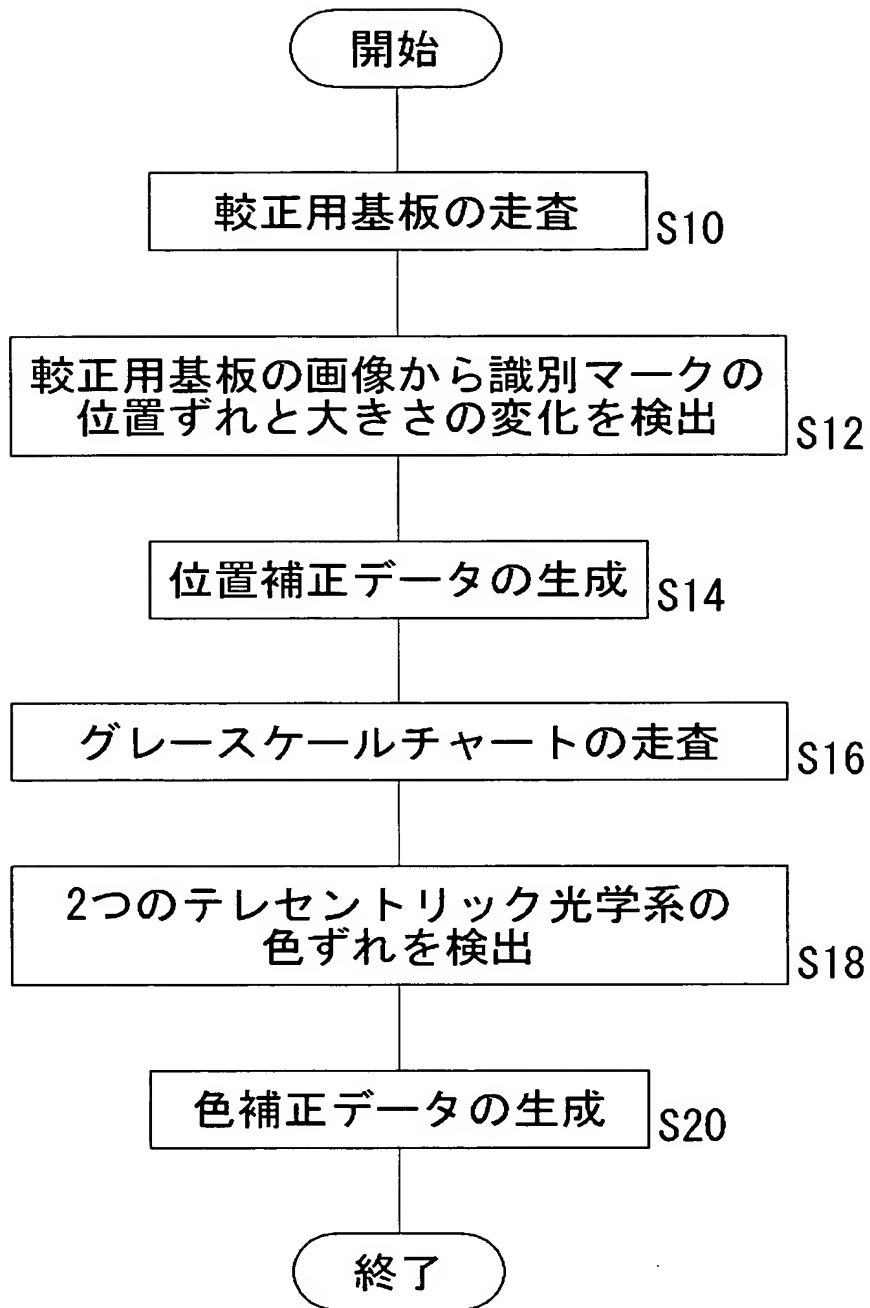 開始
較正用基板の走査
S10
較正用基板の画像から識別マークの
位置ずれと大きさの変化を検出
S12
位置補正データの生成
S14
グレースケールチャートの走査
S16
2つのテレセントリック光学系の
色ずれを検出
S18
色補正データの生成
S20
終了